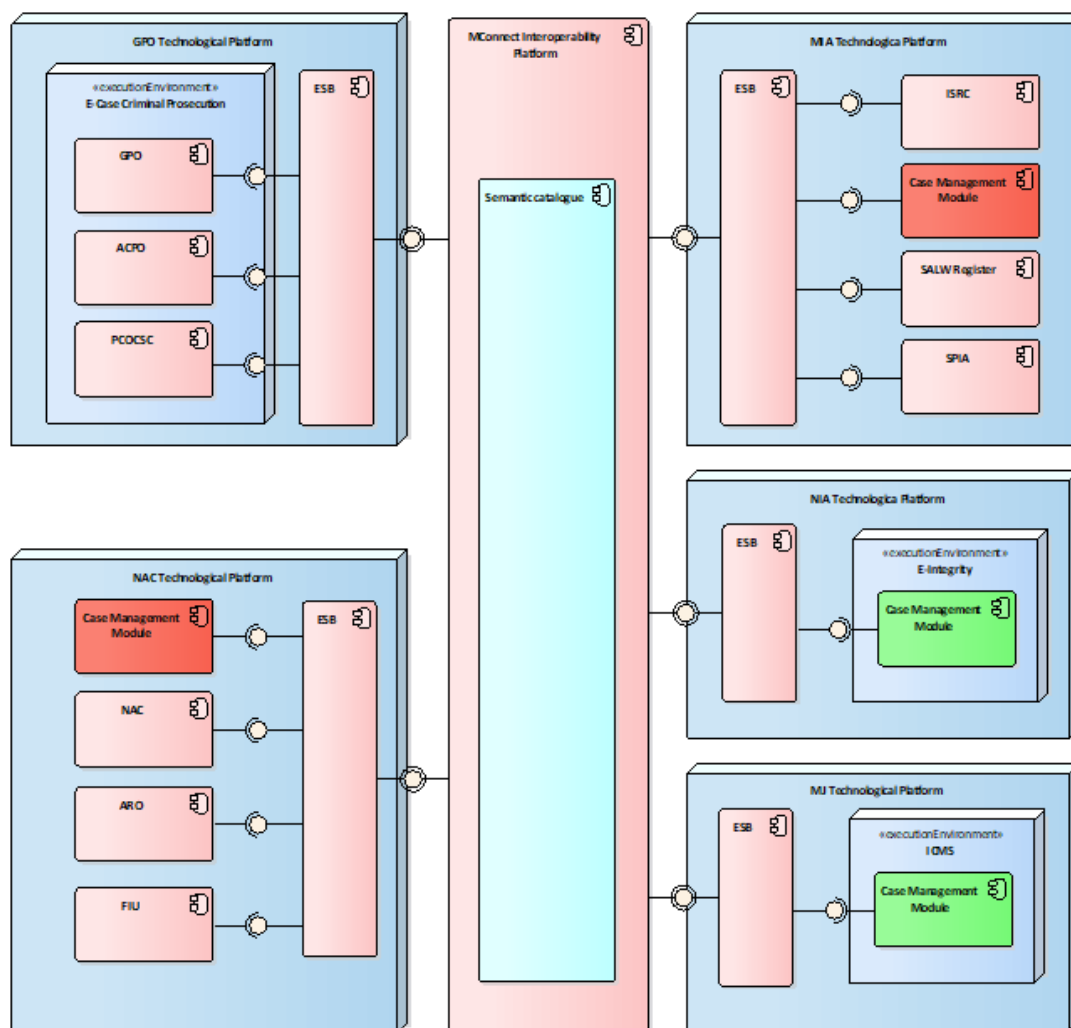 GPO Technological Platform
«executionEnvironment»
E-Case Criminal Prosecution
GPO
ACPO
PCOCSC
ESB
MConnect Interoperability
Platform
Semantic catalogue
MIA Technologica Platform
ESB
ISRC
Case Management
Module
SALW Register
SPIA
NAC Technological Platform
Case Management
Module
NAC
ARO
FIU
ESB
NIA Technologica Platform
ESB
«executionEnvironment»
E-Integrity
Case Management
Module
MJ Technological Platform
ESB
«executionEnvironment»
ICMS
Case Management
Module